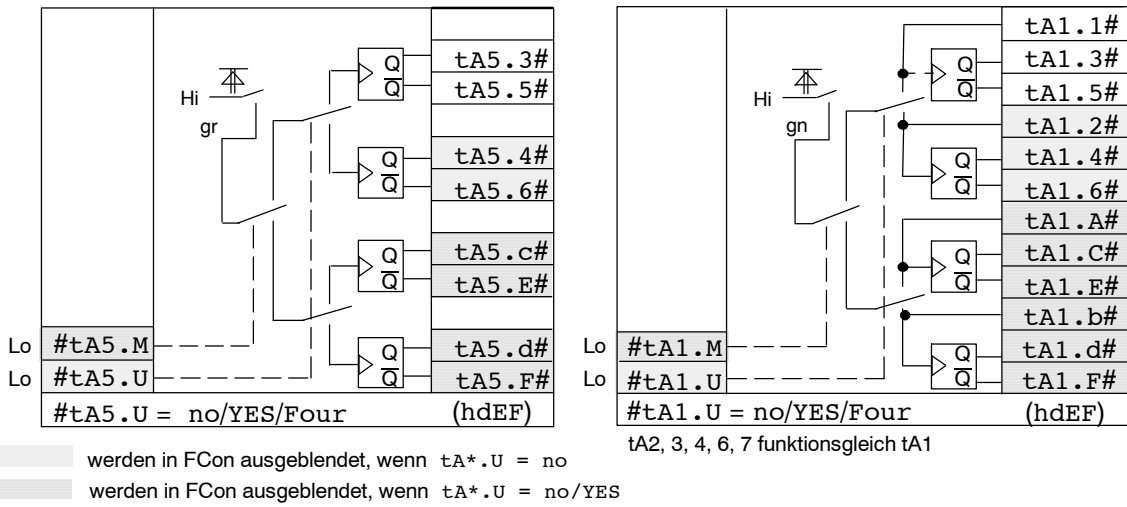 tA5.3#
Q
Hi
Q
tA5.5#
gr
Q
tA5.4#
Q
tA5.6#
Q
tA5.c#
Q
tA5.E#
Lo #tA5.M
Q
tA5.d#
Lo #tA5.U
Q
tA5.F#
#tA5.U = no/YES/Four (hdEF)
tA1.1#
Q
tA1.3#
Hi
Q
tA1.5#
gn
tA1.2#
Q
tA1.4#
Q
tA1.6#
tA1.A#
Q
tA1.C#
Q
tA1.E#
tA1.b#
Lo #tA1.M
Q
tA1.d#
Lo #tA1.U
Q
tA1.F#
#tA1.U = no/YES/Four (hdEF)
tA2, 3, 4, 6, 7 funktionsgleich tA1
werden in FCon ausgeblendet, wenn tA*.U = no
werden in FCon ausgeblendet, wenn tA*.U = no/YES